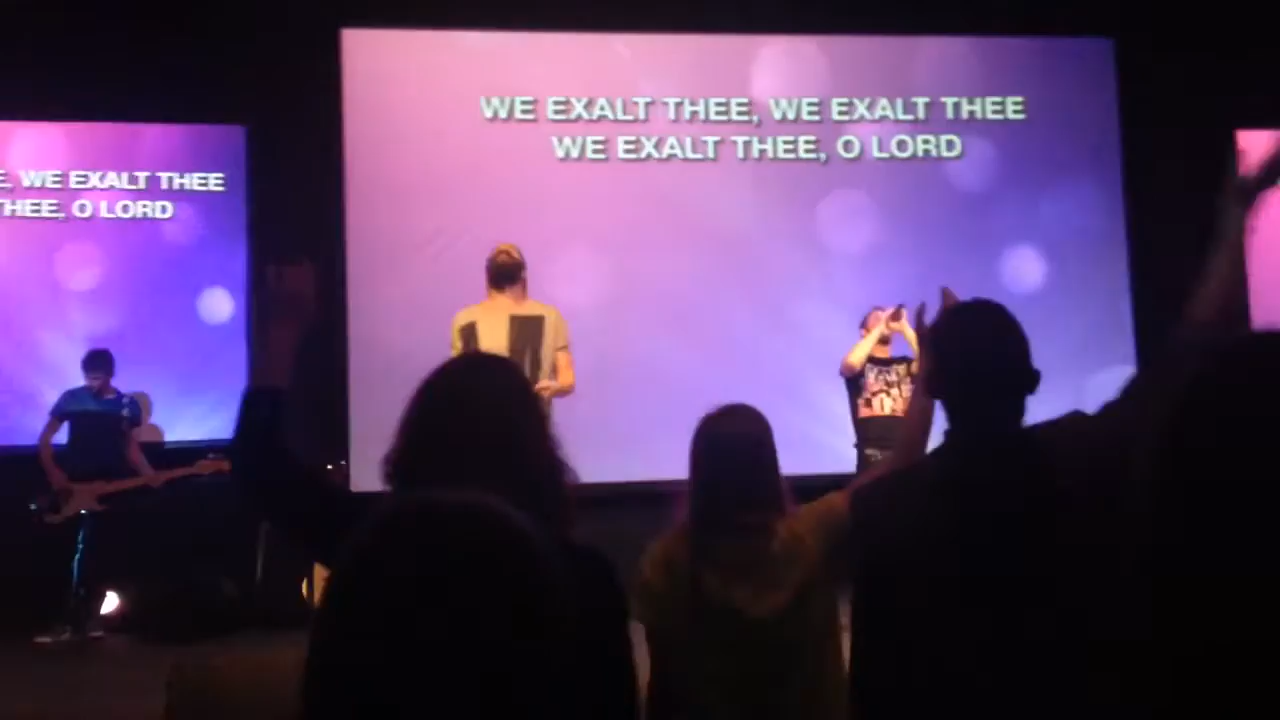 WE EXALT THEE, WE EXALT THEE
WE EXALT THEE, O LORD
, WE EXALT THEE
THEE, O LORD